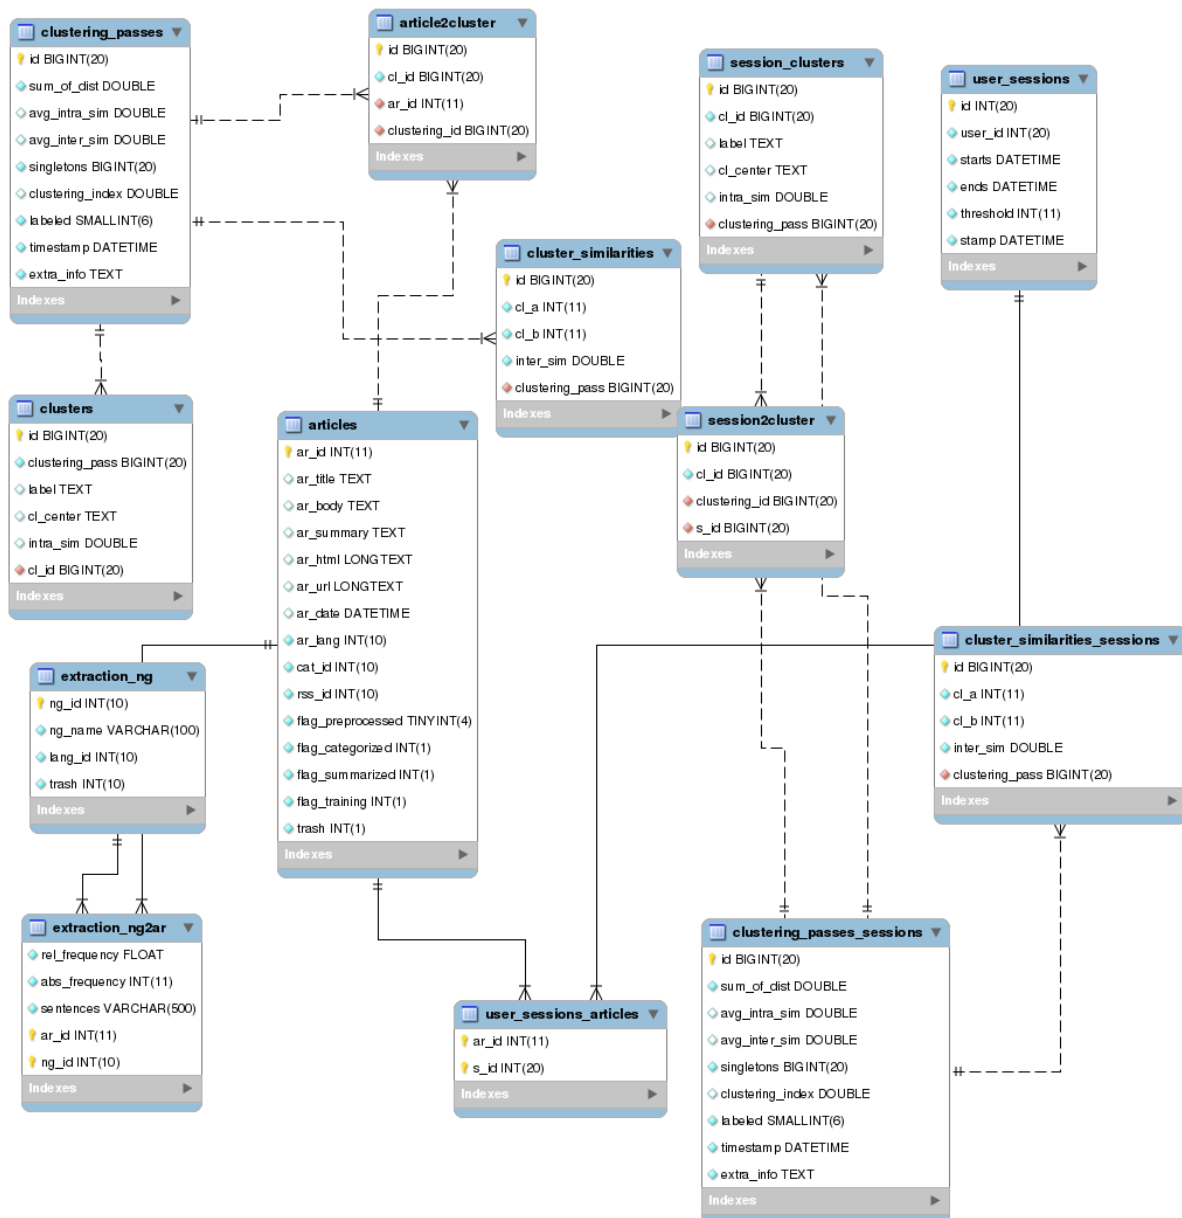 clustering_passes
id BIGINT(20)
sum_of_dist DOUBLE
avg_intra_sim DOUBLE
avg_inter_sim DOUBLE
singletons BIGINT(20)
clustering_index DOUBLE
labeled SMALLINT(6)
timestamp DATETIME
extra_info TEXT
Indexes
article2cluster
id BIGINT(20)
cl_id BIGINT(20)
ar_id INT(11)
clustering_id BIGINT(20)
Indexes
session_clusters
id BIGINT(20)
cl_id BIGINT(20)
label TEXT
cl_center TEXT
intra_sim DOUBLE
clustering_pass BIGINT(20)
Indexes
user_sessions
id INT(20)
user_id INT(20)
starts DATETIME
ends DATETIME
threshold INT(11)
stamp DATETIME
Indexes
cluster_similarities
id BIGINT(20)
cl_a INT(11)
cl_b INT(11)
inter_sim DOUBLE
clustering_pass BIGINT(20)
Indexes
clusters
id BIGINT(20)
clustering_pass BIGINT(20)
label TEXT
cl_center TEXT
intra_sim DOUBLE
cl_id BIGINT(20)
Indexes
articles
ar_id INT(11)
ar_title TEXT
ar_body TEXT
ar_summary TEXT
ar_html LONGTEXT
ar_url LONGTEXT
ar_date DATETIME
ar_lang INT(10)
cat_id INT(10)
rss_id INT(10)
flag_preprocessed TINYINT(4)
flag_categorized INT(1)
flag_summarized INT(1)
flag_training INT(1)
trash INT(1)
Indexes
session2cluster
id BIGINT(20)
cl_id BIGINT(20)
clustering_id BIGINT(20)
s_id BIGINT(20)
Indexes
cluster_similarities_sessions
id BIGINT(20)
cl_a INT(11)
cl_b INT(11)
inter_sim DOUBLE
clustering_pass BIGINT(20)
Indexes
extraction_ng
ng_id INT(10)
ng_name VARCHAR(100)
lang_id INT(10)
trash INT(10)
Indexes
extraction_ng2ar
rel_frequency FLOAT
abs_frequency INT(11)
sentences VARCHAR(500)
ar_id INT(11)
ng_id INT(10)
Indexes
user_sessions_articles
ar_id INT(11)
s_id INT(20)
Indexes
clustering_passes_sessions
id BIGINT(20)
sum_of_dist DOUBLE
avg_intra_sim DOUBLE
avg_inter_sim DOUBLE
singletons BIGINT(20)
clustering_index DOUBLE
labeled SMALLINT(6)
timestamp DATETIME
extra_info TEXT
Indexes